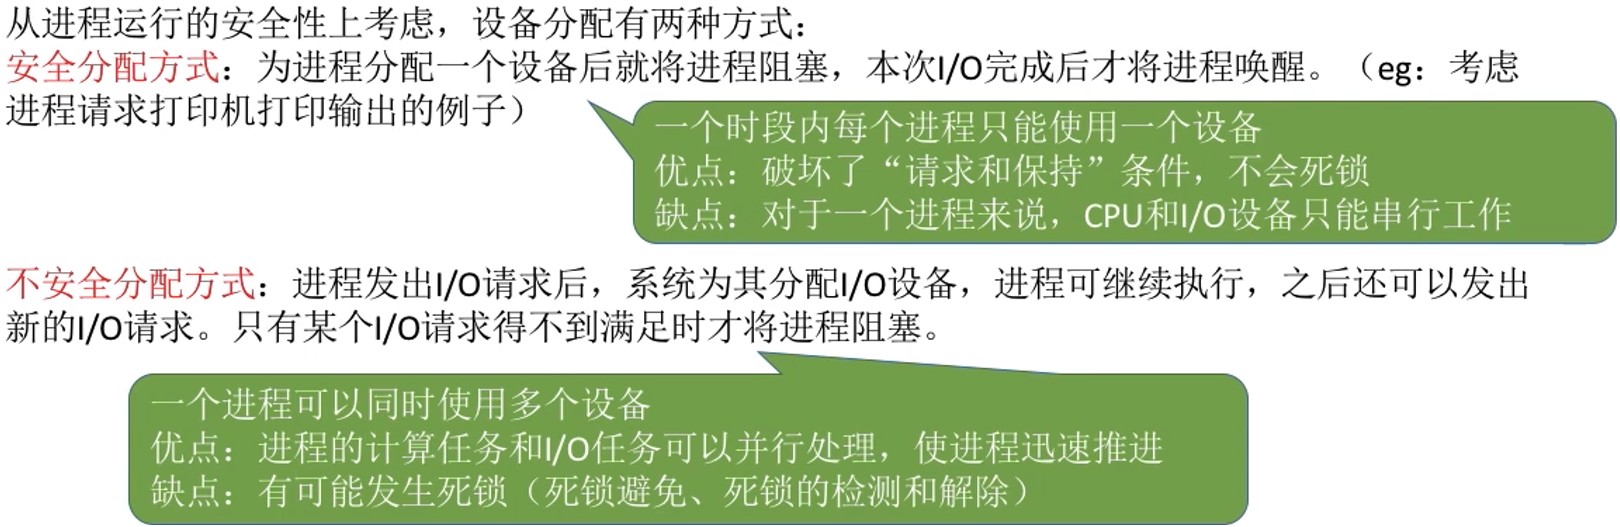 从进程运行的安全性上考虑，设备分配有两种方式：
安全分配方式：为进程分配一个设备后就将进程阻塞，本次I/O完成后才将进程唤醒。（eg：考虑
进程请求打印机打印输出的例子）
一个时段内每个进程只能使用一个设备
优点：破坏了“请求和保持”条件，不会死锁
缺点：对于一个进程来说，CPU和I/O设备只能串行工作
不安全分配方式：进程发出I/O请求后，系统为其分配I/O设备，进程可继续执行，之后还可以发出
新的I/O请求。只有某个I/O请求得不到满足时才将进程阻塞。
一个进程可以同时使用多个设备
优点：进程的计算任务和I/O任务可以并行处理，使进程迅速推进
缺点：有可能发生死锁（死锁避免、死锁的检测和解除）